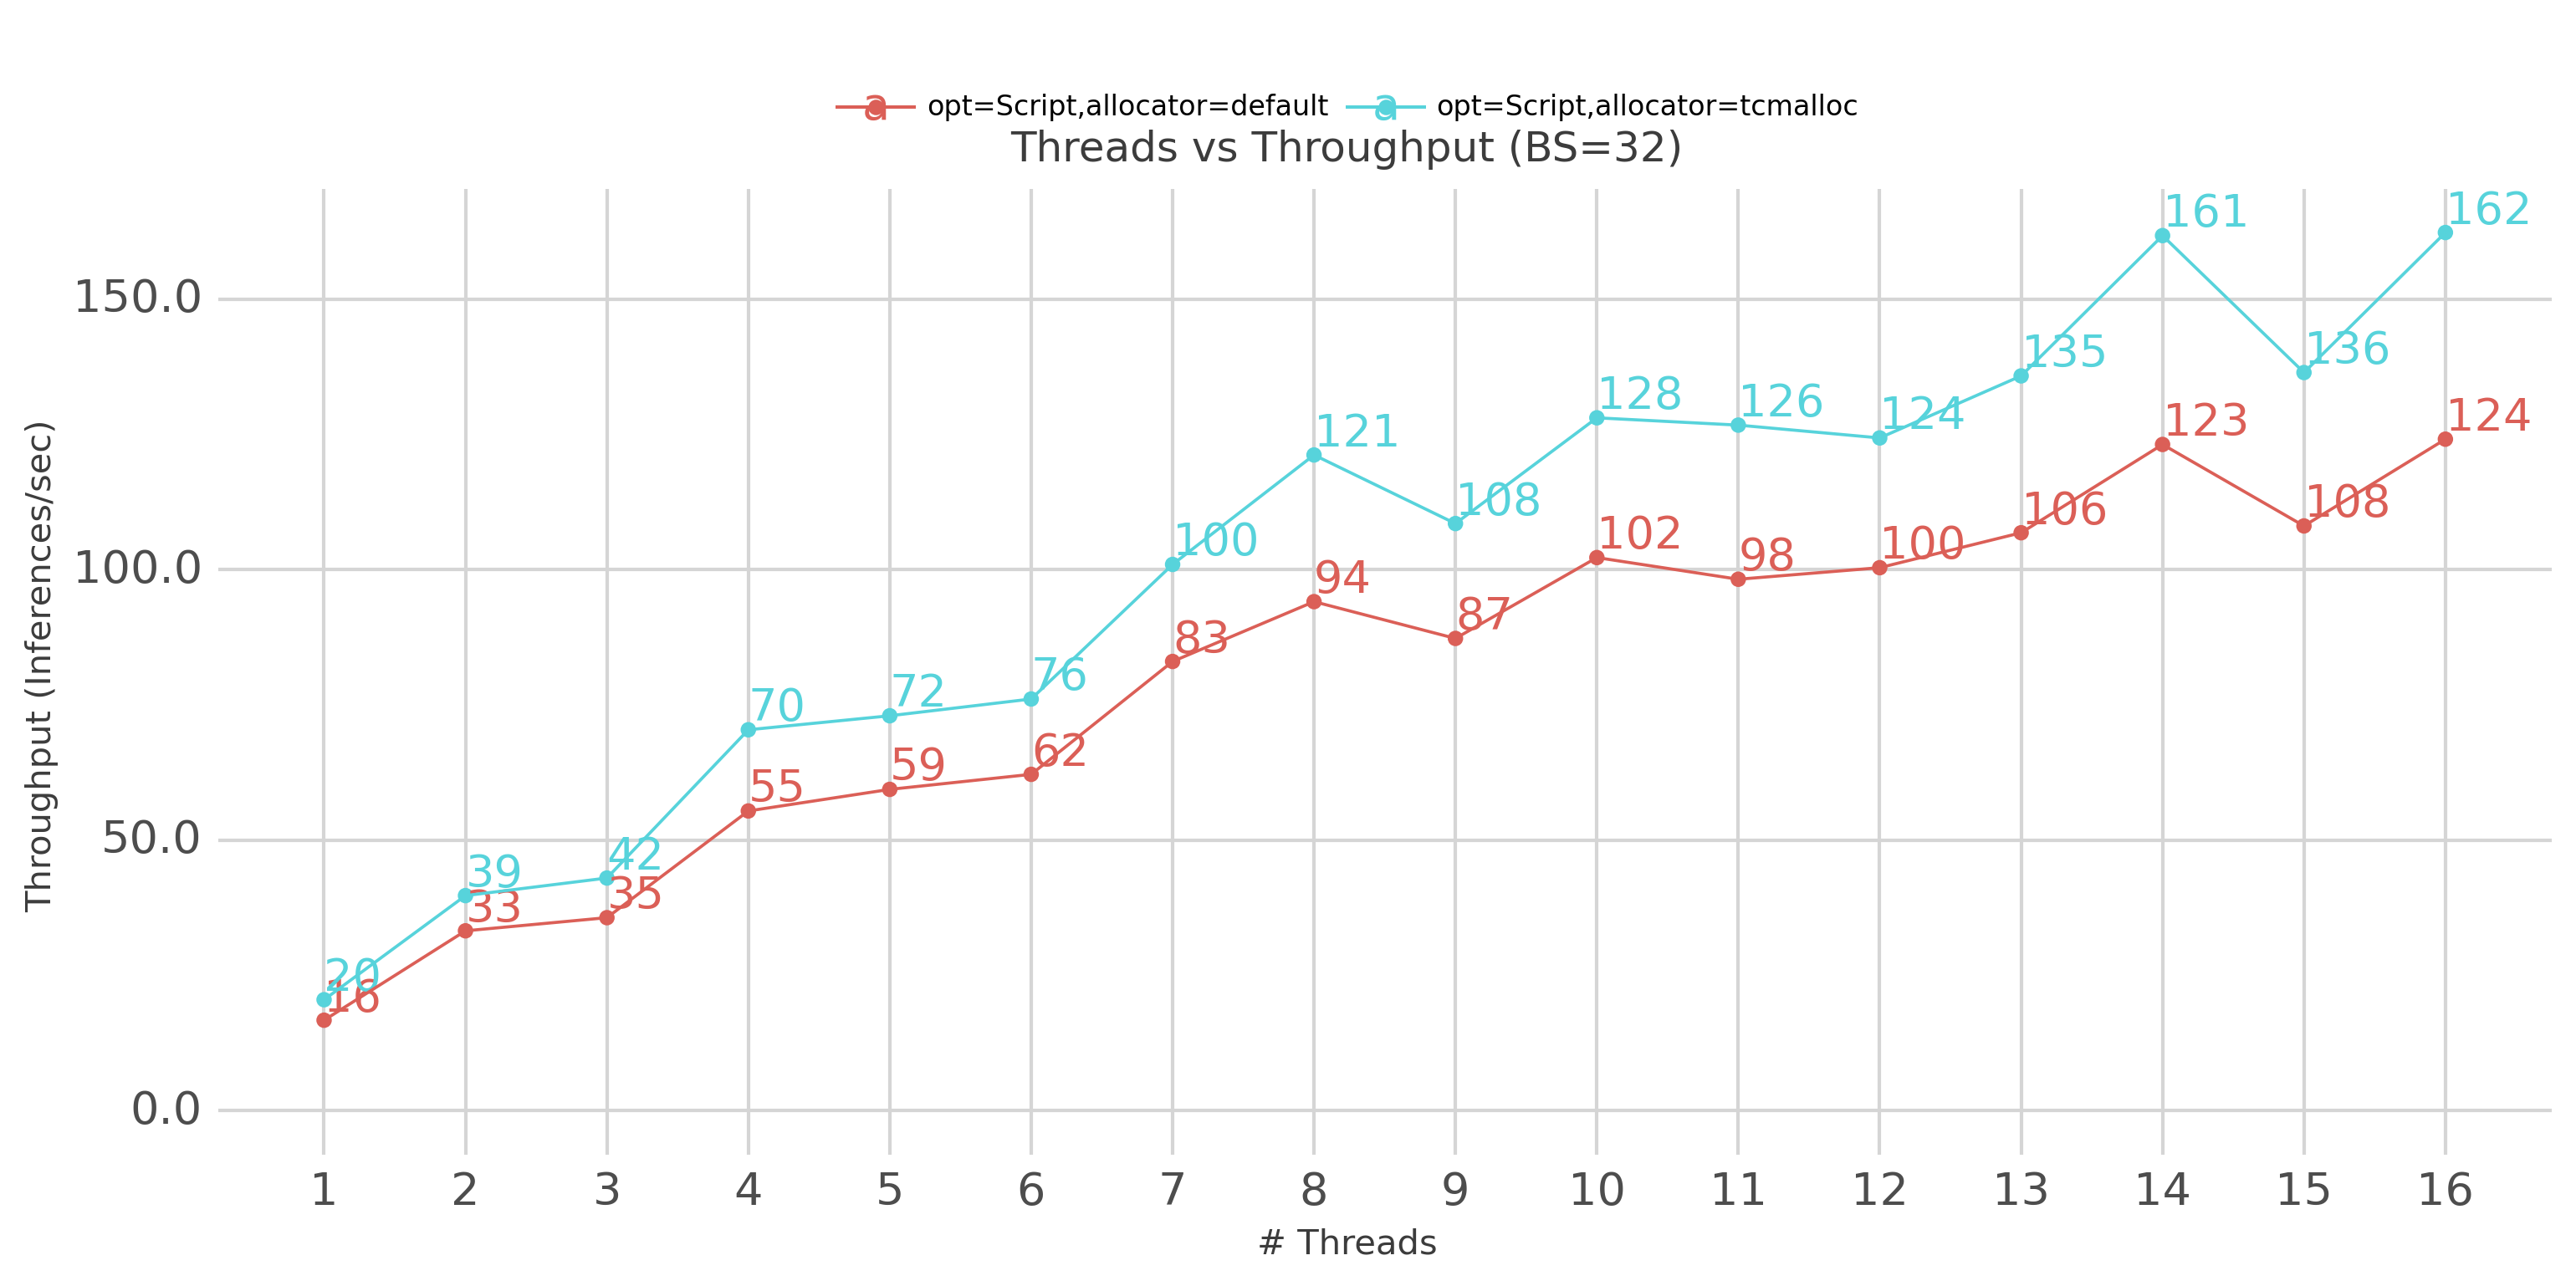 a opt=Script,allocator=default a opt=Script,allocator=tcmalloc
Threads vs Throughput (BS=32)
Throughput (Inferences/sec)
150.0
100.0
50.0
0.0
20 39 42 70 72 76 100 121 108 128 126 124 135 161 136 162
16 33 35 55 59 62 83 94 87 102 98 100 106 123 108 124
1 2 3 4 5 6 7 8 9 10 11 12 13 14 15 16
# Threads